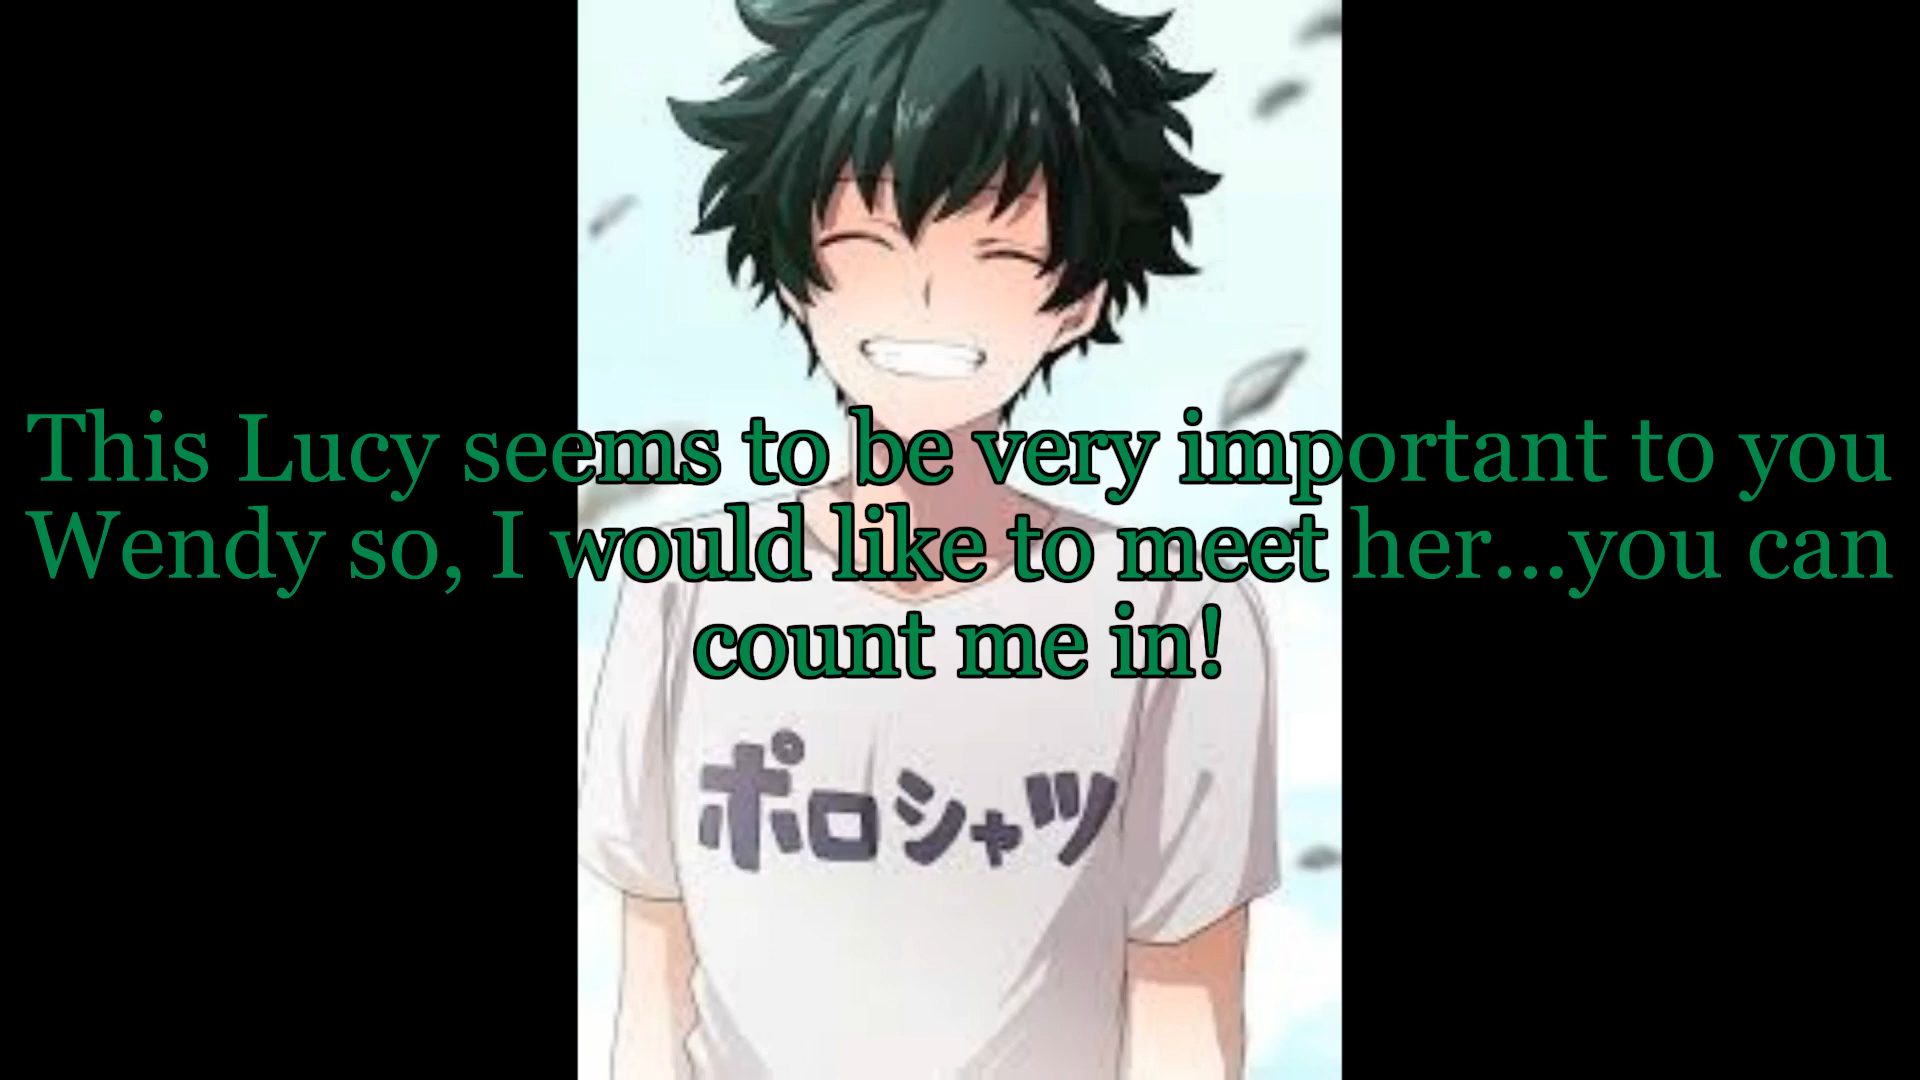 This Lucy seems to be very important to you
Wendy so, I would like to meet her...you can
count me in!
ポロシャツ